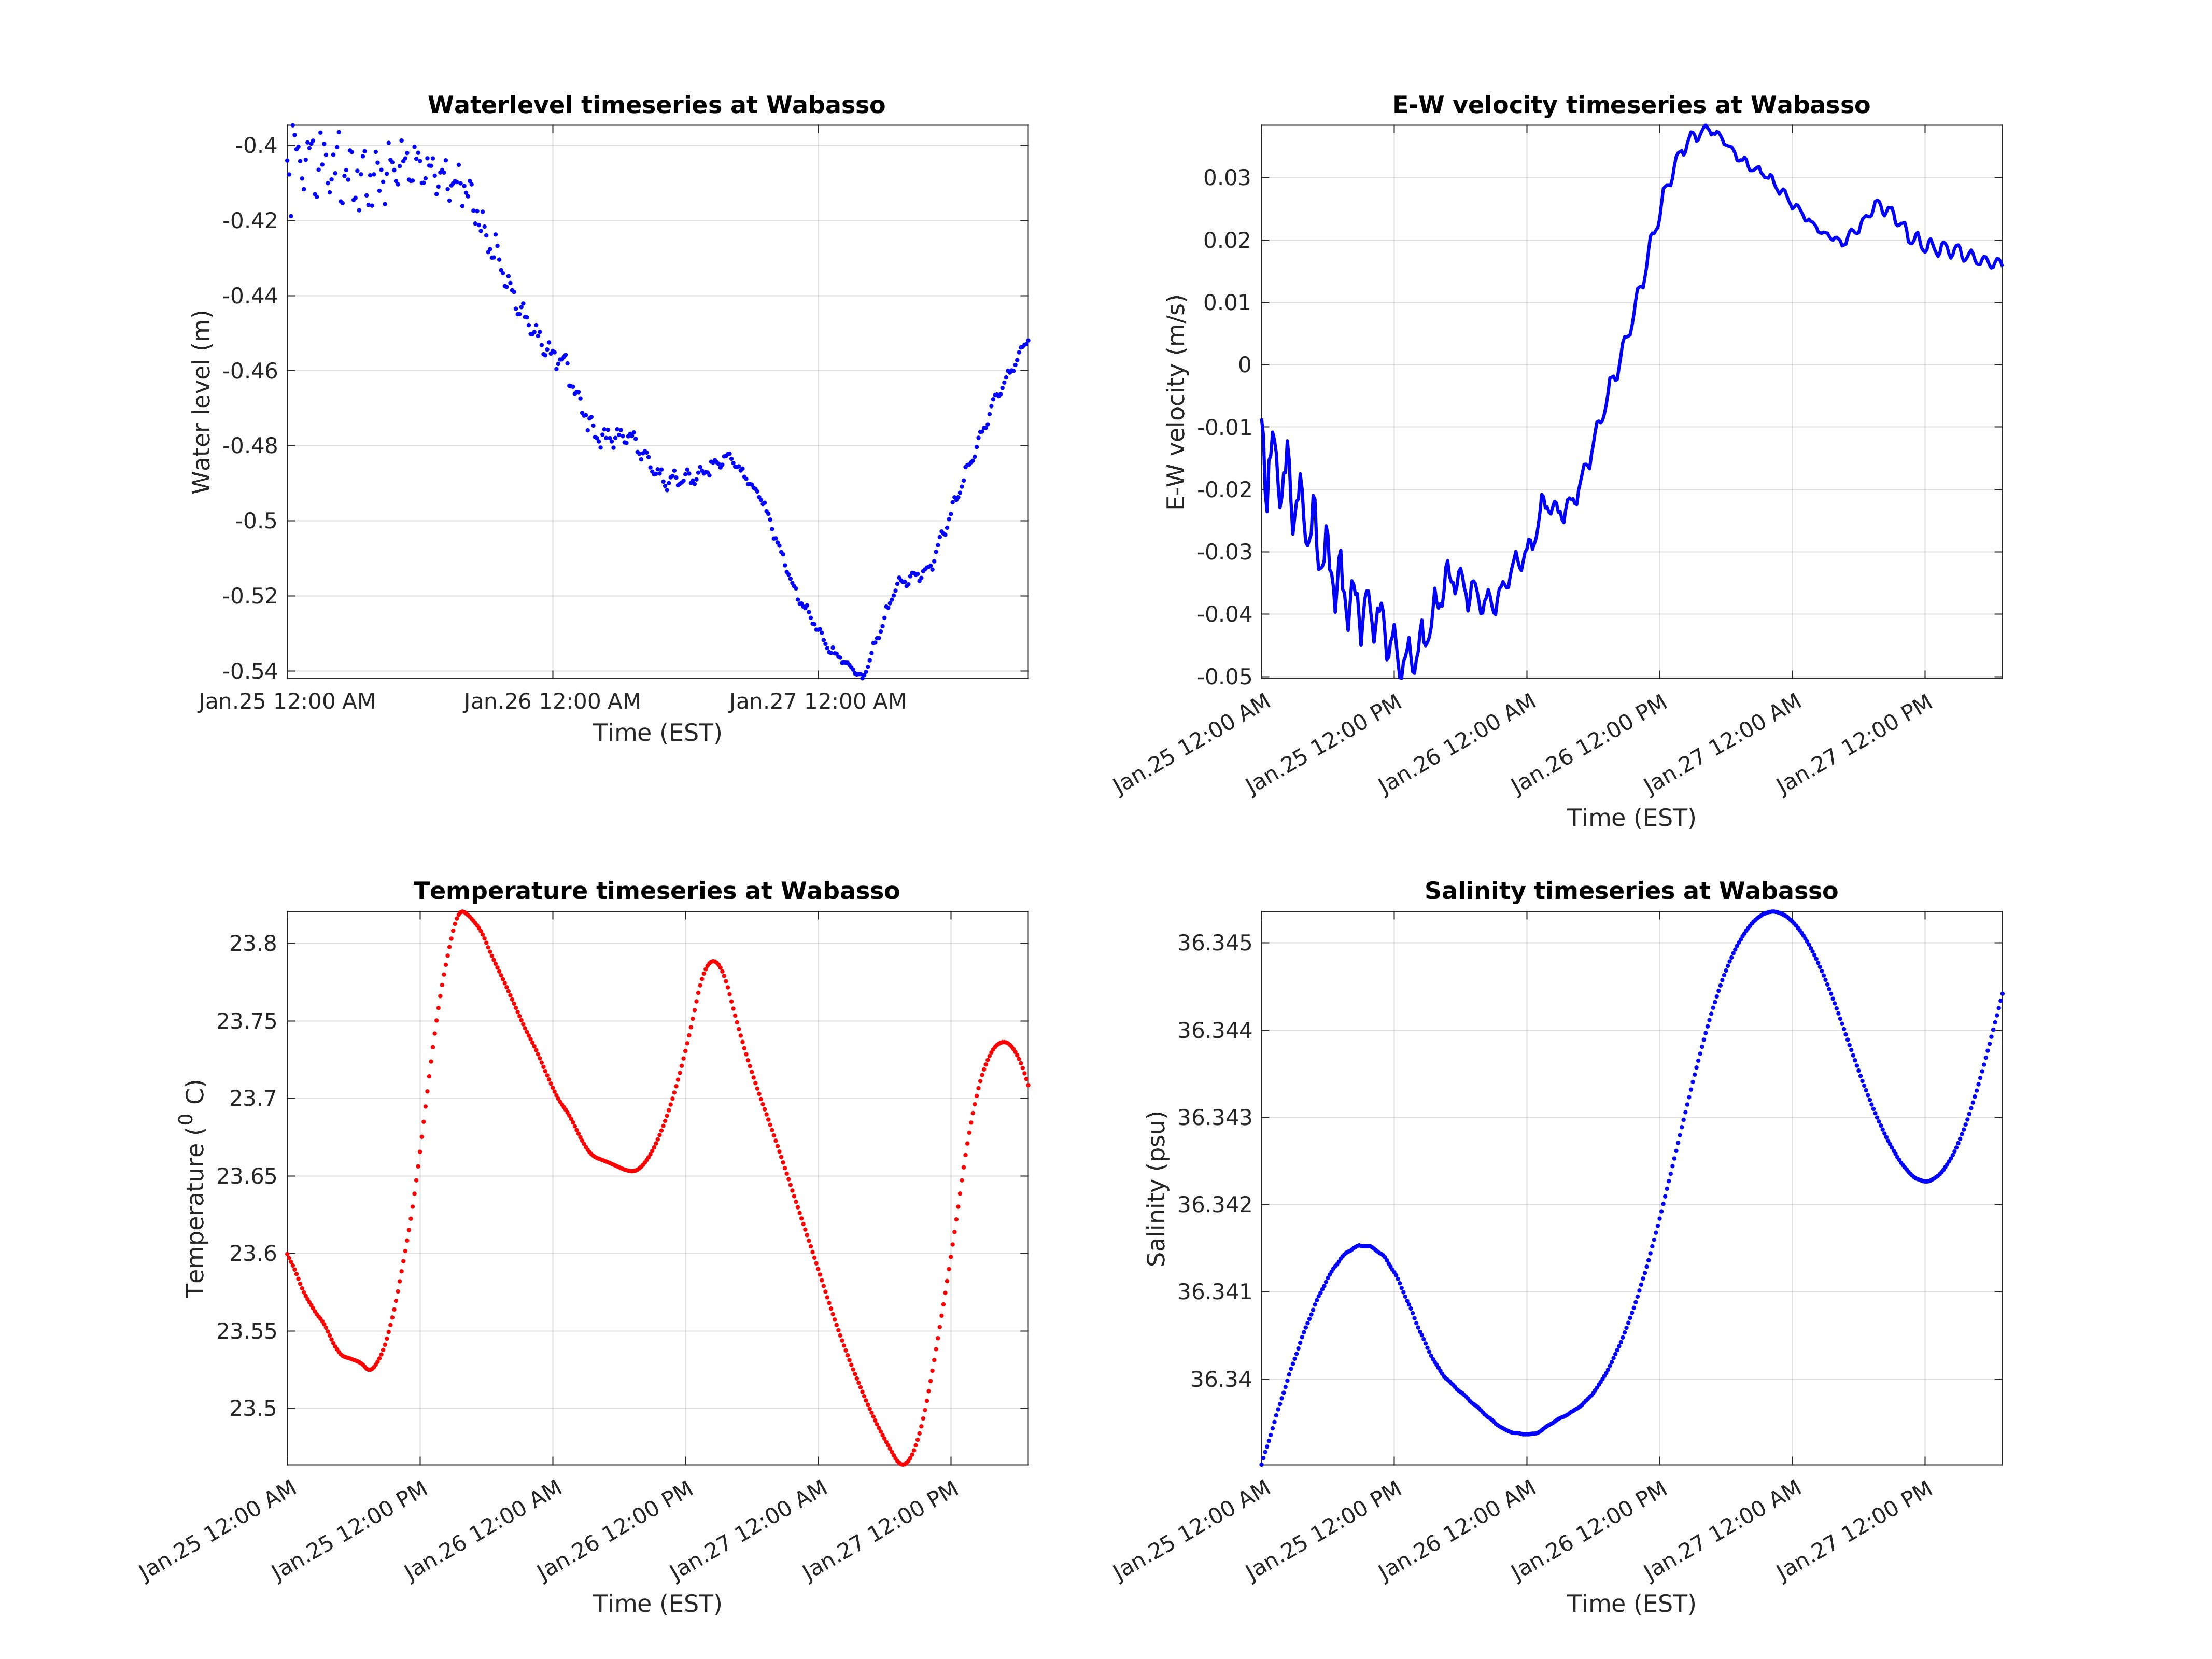 Waterlevel timeseries at Wabasso
-0.4
-0.42
-0.44
-0.46
-0.48
-0.5
-0.52
-0.54
Water level (m)
Jan.25 12:00 AM
Jan.26 12:00 AM
Jan.27 12:00 AM
Time (EST)
E-W velocity timeseries at Wabasso
0.03
0.02
0.01
0
-0.01
-0.02
-0.03
-0.04
-0.05
E-W velocity (m/s)
Jan.25 12:00 AM
Jan.25 12:00 PM
Jan.26 12:00 AM
Jan.26 12:00 PM
Jan.27 12:00 AM
Jan.27 12:00 PM
Time (EST)
Temperature timeseries at Wabasso
23.8
23.75
23.7
23.65
23.6
23.55
23.5
Temperature (⁰ C)
Jan.25 12:00 AM
Jan.25 12:00 PM
Jan.26 12:00 AM
Jan.26 12:00 PM
Jan.27 12:00 AM
Jan.27 12:00 PM
Time (EST)
Salinity timeseries at Wabasso
36.345
36.344
36.343
36.342
36.341
36.34
Salinity (psu)
Jan.25 12:00 AM
Jan.25 12:00 PM
Jan.26 12:00 AM
Jan.26 12:00 PM
Jan.27 12:00 AM
Jan.27 12:00 PM
Time (EST)